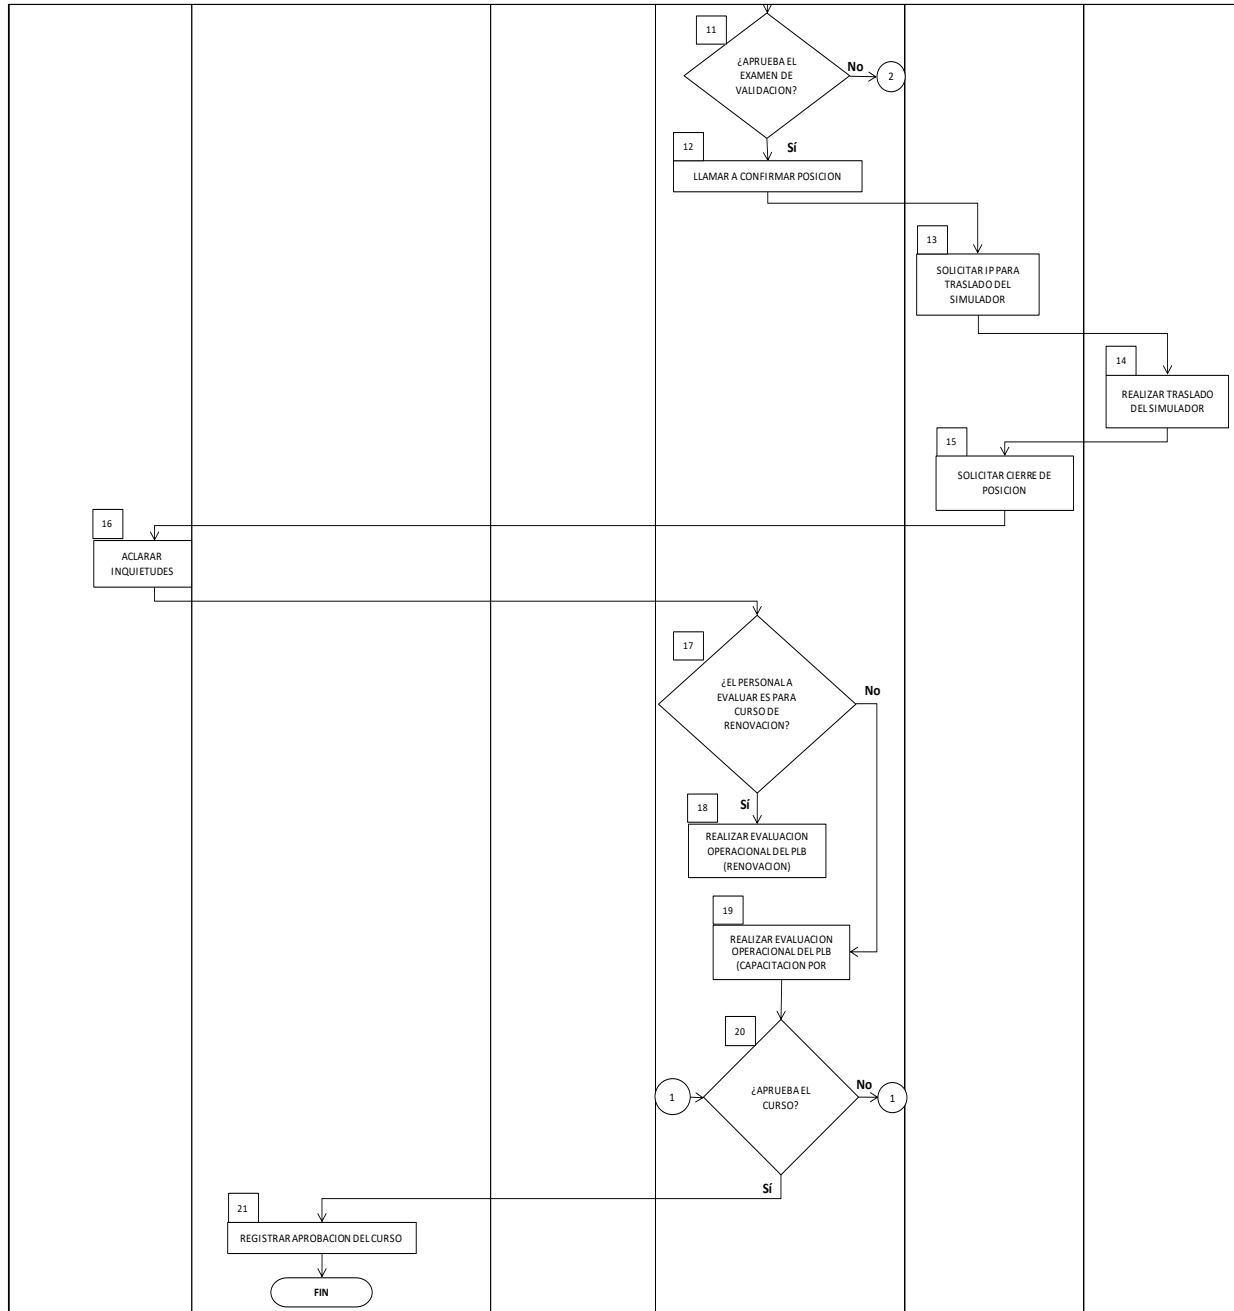 11
¿APRUEBA EL
EXAMEN DE
VALIDACION?
No
2
Sí
12
LLAMAR A CONFIRMAR POSICION
13
SOLICITAR IP PARA
TRASLADO DEL
SIMULADOR
14
REALIZAR TRASLADO
DEL SIMULADOR
15
SOLICITAR CIERRE DE
POSICION
16
ACLARAR
INQUIETUDES
17
¿EL PERSONAL A
EVALUAR ES PARA
CURSO DE
RENOVACION?
No
Sí
18
REALIZAR EVALUACION
OPERACIONAL DEL PLB
(RENOVACION)
19
REALIZAR EVALUACION
OPERACIONAL DEL PLB
(CAPACITACION POR
20
1
¿APRUEBA EL
CURSO?
No
1
Sí
21
REGISTRAR APROBACION DEL CURSO
FIN